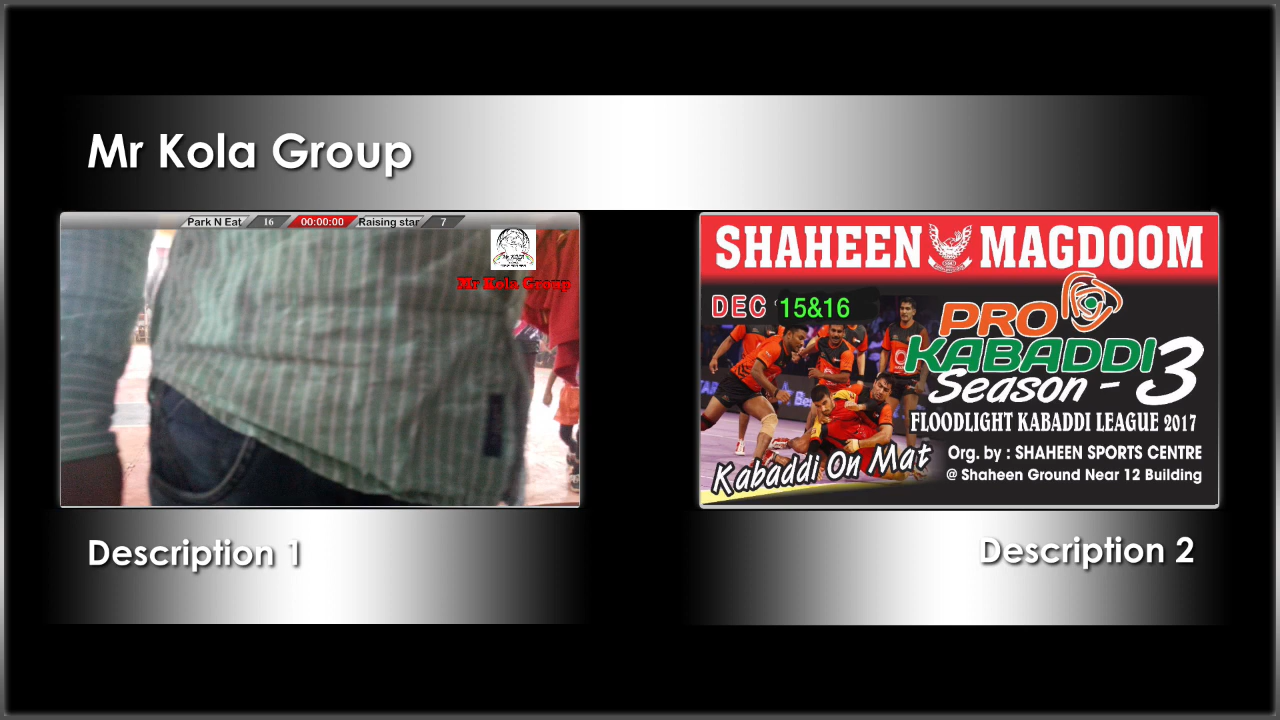 Mr Kola Group
Park N Eat 16 00:00:00 Raising star 7
Mr Kola Group
SHAHEEN MAGDOOM
DEC 15&16
PRO
KABADDI
Season - 3
FLOODLIGHT KABADDI LEAGUE 2017
Org. by : SHAHEEN SPORTS CENTRE
@ Shaheen Ground Near 12 Building
Kabaddi On Mat
Description 1
Description 2